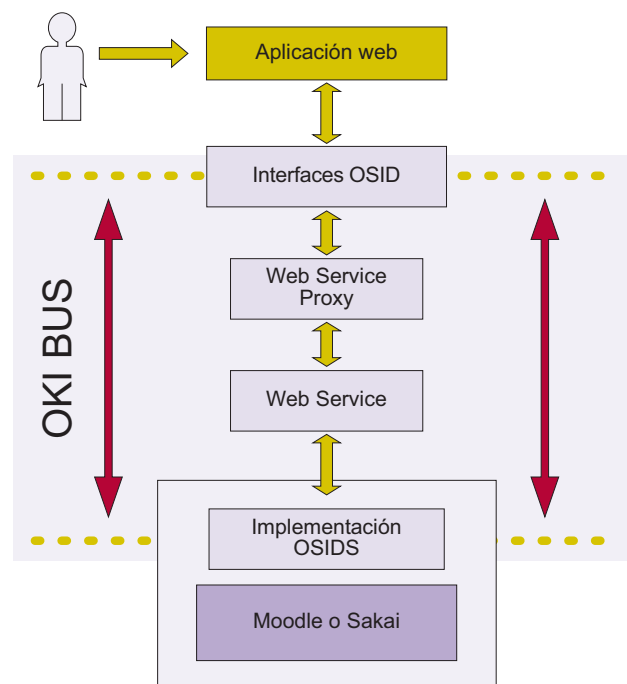 Aplicación web
Interfaces OSID
Web Service
Proxy
OKI BUS
Web Service
Implementación
OSIDS
Moodle o Sakai